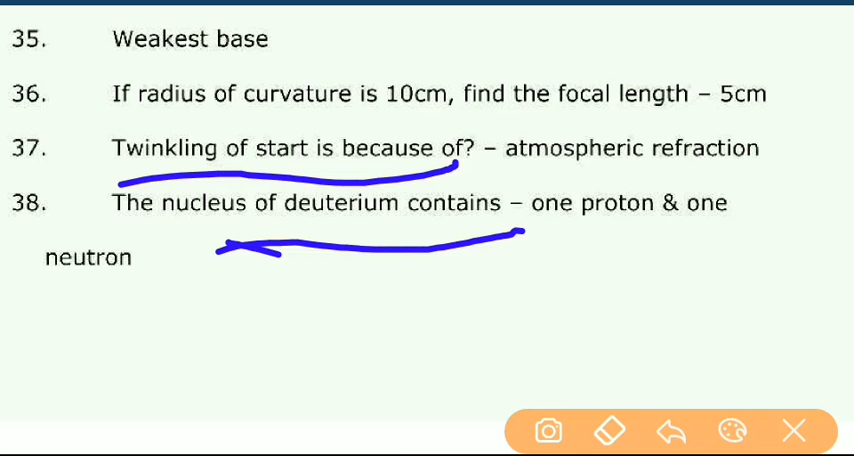 35. Weakest base
36. If radius of curvature is 10cm, find the focal length – 5cm
37. Twinkling of start is because of? – atmospheric refraction
38. The nucleus of deuterium contains – one proton & one
neutron